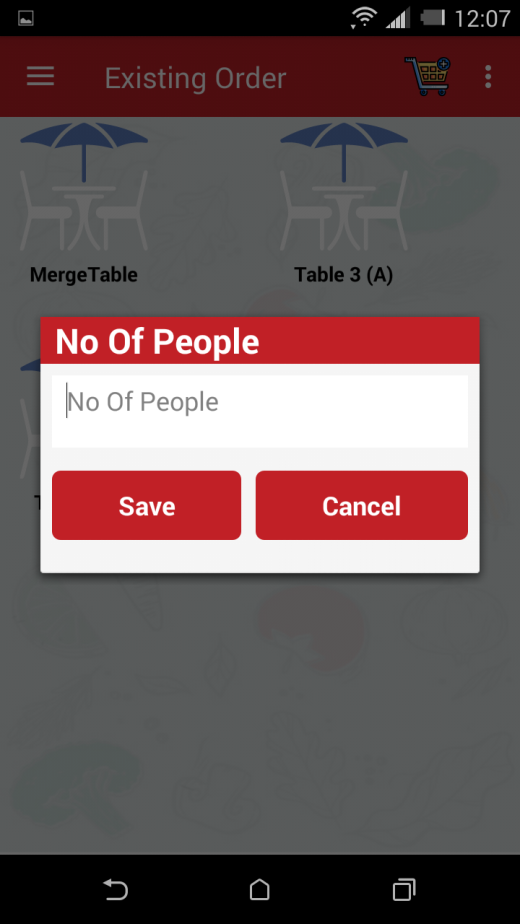 12:07
Existing Order
MergeTable
Table 3 (A)
No Of People
No Of People
Save
Cancel